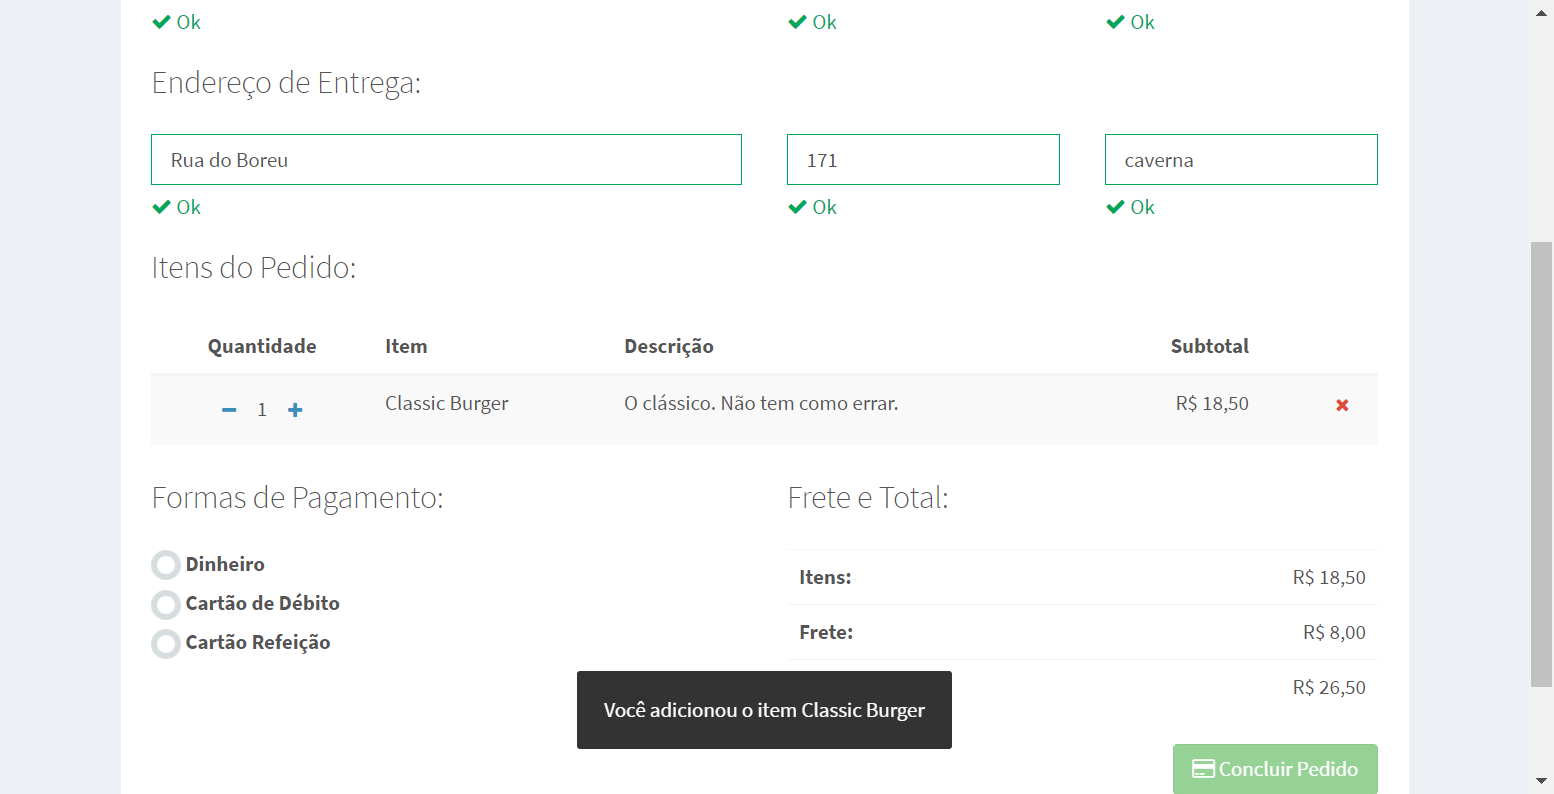 Ok Ok Ok
Endereço de Entrega:
Rua do Boreu 171 caverna
Ok Ok Ok
Itens do Pedido:
Quantidade Item Descrição Subtotal
1 Classic Burger O clássico. Não tem como errar. R$ 18,50
Formas de Pagamento:
Dinheiro
Cartão de Débito
Cartão Refeição
Frete e Total:
Itens: R$ 18,50
Frete: R$ 8,00
R$ 26,50
Você adicionou o item Classic Burger
Concluir Pedido